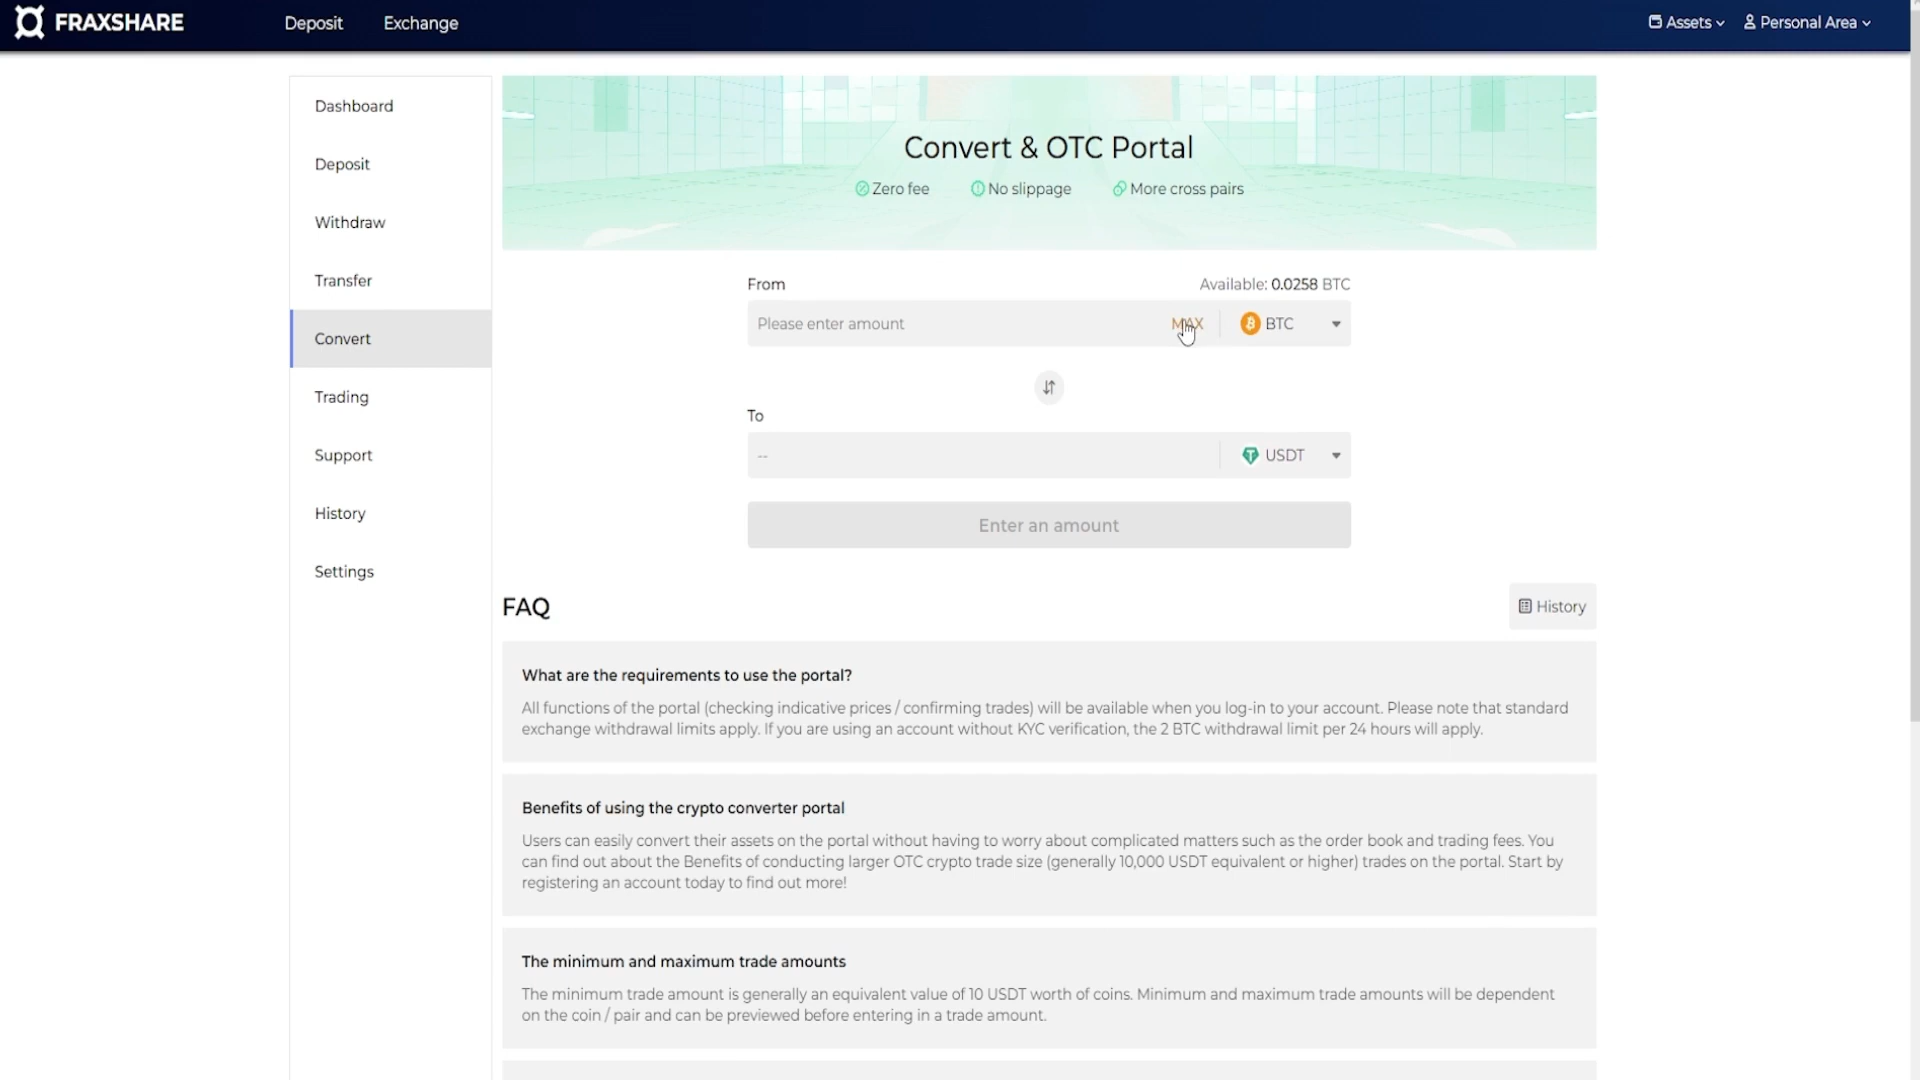 FRAXSHARE
Deposit
Exchange
Assets
Personal Area
Dashboard
Deposit
Withdraw
Transfer
Convert
Trading
Support
History
Settings
Convert & OTC Portal
Zero fee
No slippage
More cross pairs
From
Available: 0.0258 BTC
Please enter amount
MAX
BTC
To
--
USDT
Enter an amount
FAQ
History
What are the requirements to use the portal?
All functions of the portal (checking indicative prices / confirming trades) will be available when you log-in to your account. Please note that standard
exchange withdrawal limits apply. If you are using an account without KYC verification, the 2 BTC withdrawal limit per 24 hours will apply.
Benefits of using the crypto converter portal
Users can easily convert their assets on the portal without having to worry about complicated matters such as the order book and trading fees. You
can find out about the Benefits of conducting larger OTC crypto trade size (generally 10,000 USDT equivalent or higher) trades on the portal. Start by
registering an account today to find out more!
The minimum and maximum trade amounts
The minimum trade amount is generally an equivalent value of 10 USDT worth of coins. Minimum and maximum trade amounts will be dependent
on the coin / pair and can be previewed before entering in a trade amount.